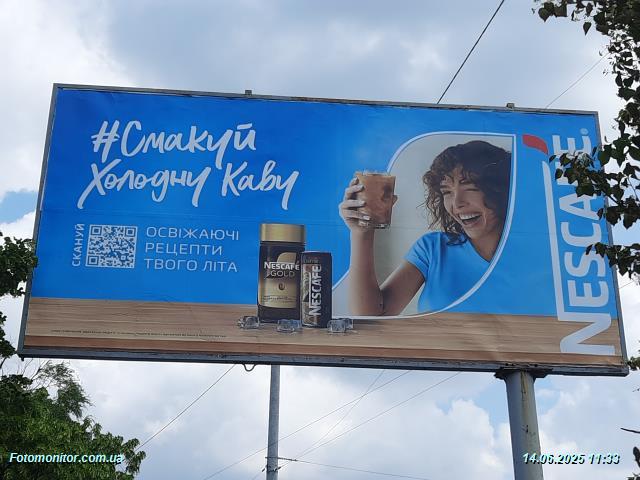 #Смакуй
Холодну Каву
СКАНУЙ
ОСВІЖАЮЧІ
РЕЦЕПТИ
ТВОГО ЛІТА
NESCAFÉ
GOLD
NESCAFÉ
NESCAFÉ.
Fotomonitor.com.ua
14.06.2025 11:33